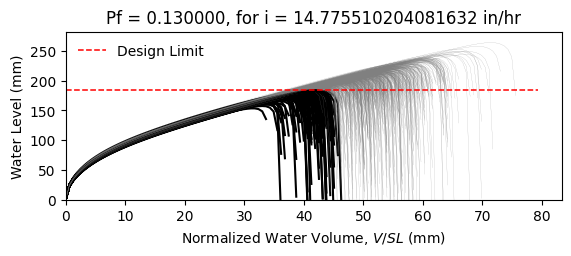 Pf = 0.130000, for i = 14.775510204081632 in/hr
Design Limit
Water Level (mm)
250
200
150
100
50
0
0 10 20 30 40 50 60 70 80
Normalized Water Volume, V/SL (mm)